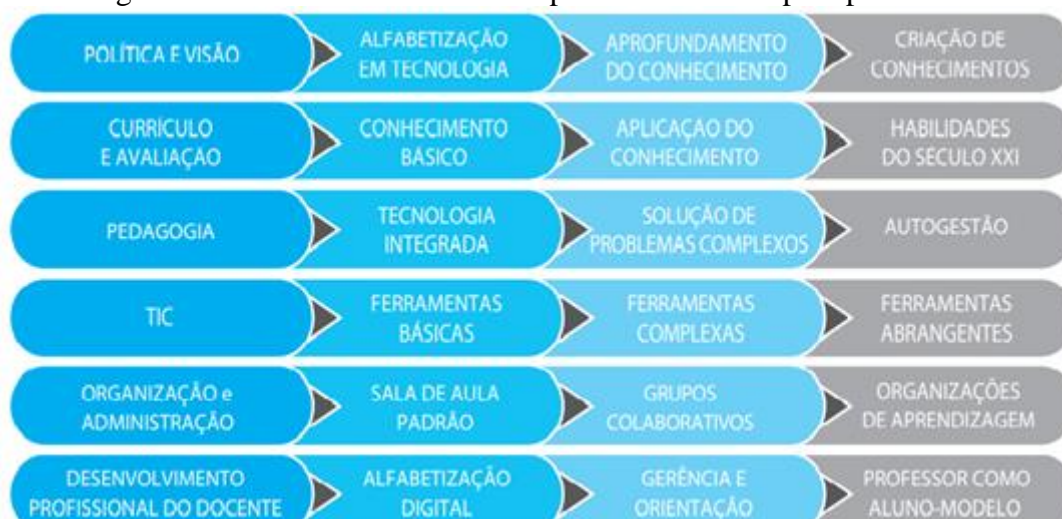 POLÍTICA E VISÃO
ALFABETIZAÇÃO
EM TECNOLOGIA
APROFUNDAMENTO
DO CONHECIMENTO
CRIAÇÃO DE
CONHECIMENTOS
CURRÍCULO
E AVALIAÇÃO
CONHECIMENTO
BÁSICO
APLICAÇÃO DO
CONHECIMENTO
HABILIDADES
DO SÉCULO XXI
PEDAGOGIA
TECNOLOGIA
INTEGRADA
SOLUÇÃO DE
PROBLEMAS COMPLEXOS
AUTOGESTÃO
TIC
FERRAMENTAS
BÁSICAS
FERRAMENTAS
COMPLEXAS
FERRAMENTAS
ABRANGENTES
ORGANIZAÇÃO e
ADMINISTRAÇÃO
SALA DE AULA
PADRÃO
GRUPOS
COLABORATIVOS
ORGANIZAÇÕES
DE APRENDIZAGEM
DESENVOLVIMENTO
PROFISSIONAL DO DOCENTE
ALFABETIZAÇÃO
DIGITAL
GERÊNCIA E
ORIENTAÇÃO
PROFESSOR COMO
ALUNO-MODELO